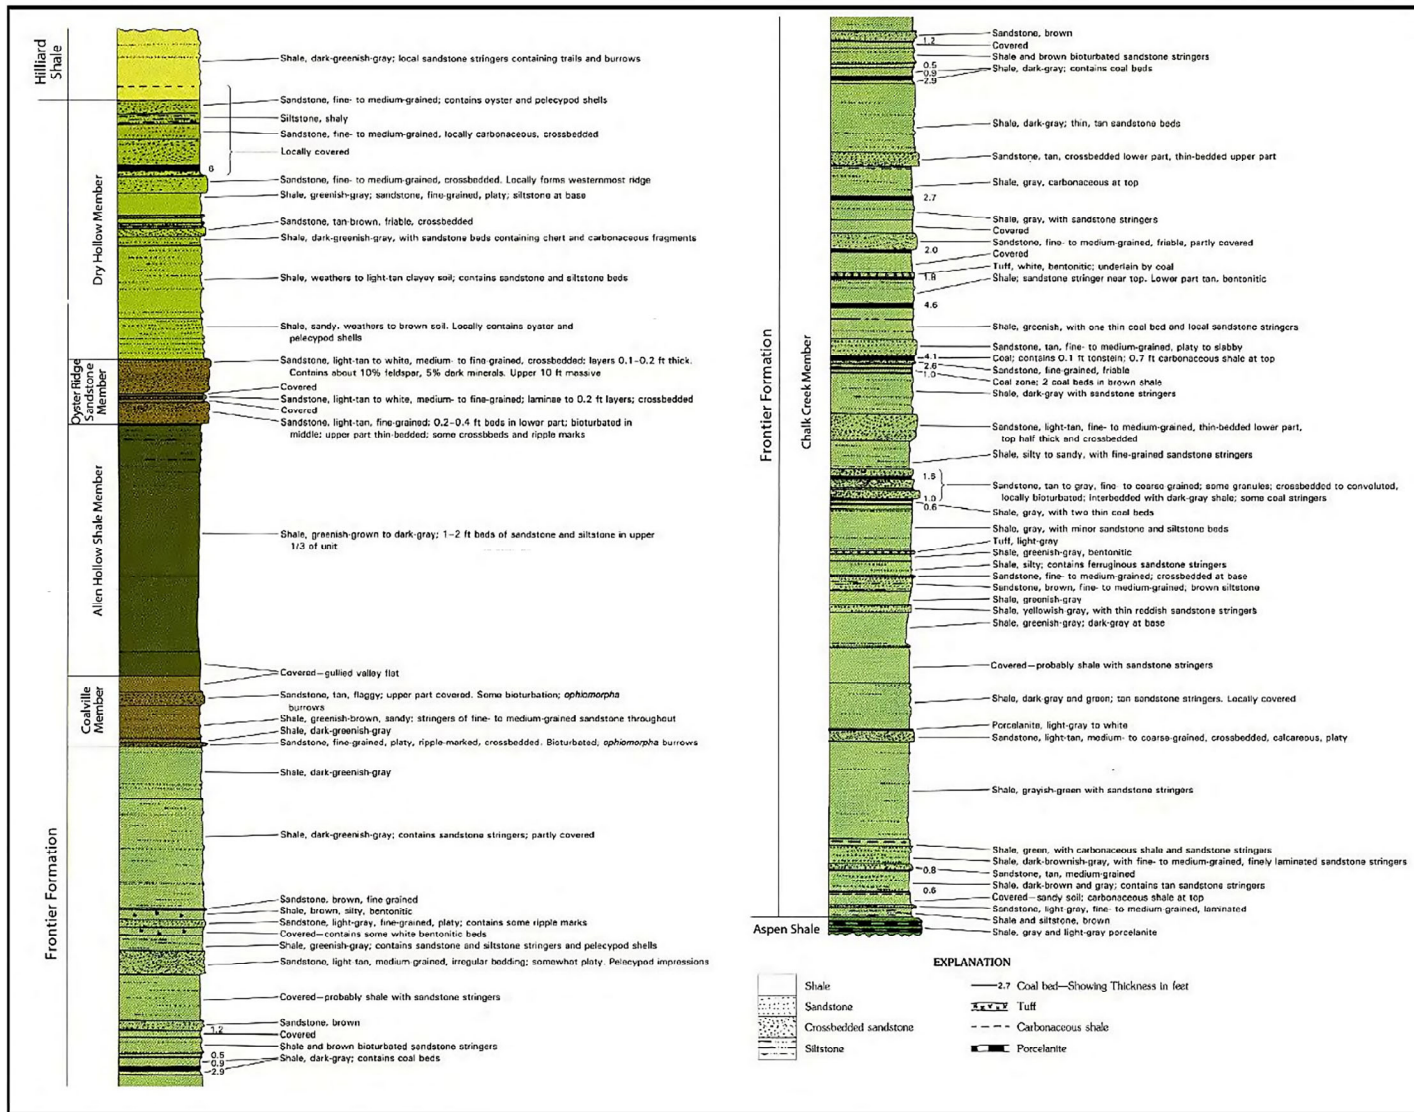 Hilliard Shale
Shale, dark-greenish-gray; local sandstone stringers containing trails and burrows
Dry Hollow Member
Sandstone, fine- to medium-grained; contains oyster and pelecypod shells
Siltstone, shaly
Sandstone, fine- to medium-grained, locally carbonaceous, crossbedded
Locally covered
6
Sandstone, fine- to medium-grained, crossbedded. Locally forms westernmost ridge
Shale, greenish-gray; sandstone, fine-grained, platy; siltstone at base
Sandstone, tan-brown, friable, crossbedded
Shale, dark-greenish-gray, with sandstone beds containing chert and carbonaceous fragments
Shale, weathers to light-tan clayey soil; contains sandstone and siltstone beds
Shale, sandy, weathers to brown soil. Locally contains oyster and
pelecypod shells
Oyster Ridge
Sandstone
Member
Sandstone, light-tan to white, medium- to fine-grained, crossbedded; layers 0.1–0.2 ft thick.
Contains about 10% feldspar, 5% dark minerals. Upper 10 ft massive
Covered
Sandstone, light-tan to white, medium- to fine-grained; laminae to 0.2 ft layers; crossbedded
Covered
Sandstone, light-tan, fine-grained; 0.2–0.4 ft beds in lower part; bioturbated in
middle; upper part thin-bedded; some crossbeds and ripple marks
Allen Hollow Shale Member
Shale, greenish-grown to dark-gray; 1–2 ft beds of sandstone and siltstone in upper
1/3 of unit
Covered—gullied valley flat
Coalville
Member
Sandstone, tan, flaggy; upper part covered. Some bioturbation; ophiomorpha
burrows
Shale, greenish-brown, sandy; stringers of fine- to medium-grained sandstone throughout
Shale, dark-greenish-gray
Sandstone, fine-grained, platy, ripple-marked, crossbedded. Bioturbated; ophiomorpha burrows
Frontier Formation
Shale, dark-greenish-gray
Shale, dark-greenish-gray; contains sandstone stringers; partly covered
Sandstone, brown, fine grained
Shale, brown, silty, bentonitic
Sandstone, light-gray, fine-grained, platy; contains some ripple marks
Covered—contains some white bentonitic beds
Shale, greenish-gray; contains sandstone and siltstone stringers and pelecypod shells
Sandstone, light-tan, medium-grained, irregular bedding; somewhat platy. Pelecypod impressions
Covered—probably shale with sandstone stringers
Sandstone, brown
1.2
Covered
Shale and brown bioturbated sandstone stringers
0.5
Shale, dark-gray; contains coal beds
0.9
2.9
Sandstone, brown
1.2
Covered
Shale and brown bioturbated sandstone stringers
0.5
Shale, dark-gray; contains coal beds
0.9
2.9
Shale, dark-gray; thin, tan sandstone beds
Sandstone, tan, crossbedded lower part, thin-bedded upper part
Shale, gray, carbonaceous at top
2.7
Shale, gray, with sandstone stringers
Covered
Sandstone, fine- to medium-grained, friable, partly covered
2.0
Covered
Tuff, white, bentonitic; underlain by coal
1.8
Shale; sandstone stringer near top. Lower part tan, bentonitic
4.6
Frontier Formation
Chalk Creek Member
Shale, greenish, with one thin coal bed and local sandstone stringers
Sandstone, tan, fine- to medium-grained, platy to slabby
4.1
Coal; contains 0.1 ft tonstein; 0.7 ft carbonaceous shale at top
2.6
Sandstone, fine-grained, friable
1.0
Coal zone; 2 coal beds in brown shale
Shale, dark-gray with sandstone stringers
Sandstone, light-tan, fine- to medium-grained, thin-bedded lower part,
top half thick and crossbedded
Shale, silty to sandy, with fine-grained sandstone stringers
1.5
Sandstone, tan to gray, fine- to coarse-grained; some granules; crossbedded to convoluted,
locally bioturbated; interbedded with dark-gray shale; some coal stringers
1.0
0.6
Shale, gray, with two thin coal beds
Shale, gray, with minor sandstone and siltstone beds
Tuff, light-gray
Shale, greenish-gray, bentonitic
Shale, silty; contains ferruginous sandstone stringers
Sandstone, fine- to medium-grained; crossbedded at base
Sandstone, brown, fine- to medium-grained; brown siltstone
Shale, greenish-gray
Shale, yellowish-gray, with thin reddish sandstone stringers
Shale, greenish-gray; dark-gray at base
Covered—probably shale with sandstone stringers
Shale, dark-gray and green; tan sandstone stringers. Locally covered
Porcelanite, light-gray to white
Sandstone, light-tan, medium- to coarse-grained, crossbedded, calcareous, platy
Shale, grayish-green with sandstone stringers
Shale, green, with carbonaceous shale and sandstone stringers
Shale, dark-brownish-gray, with fine- to medium-grained, finely laminated sandstone stringers
0.8
Sandstone, tan, medium-grained
Shale, dark-brown and gray; contains tan sandstone stringers
0.6
Covered—sandy soil; carbonaceous shale at top
Sandstone, light-gray, fine- to medium-grained, laminated
Shale and siltstone, brown
Aspen Shale
Shale, gray and light-gray porcelanite
EXPLANATION
Shale
Sandstone
Crossbedded sandstone
Siltstone
2.7 Coal bed—Showing Thickness in feet
Tuff
Carbonaceous shale
Porcelanite